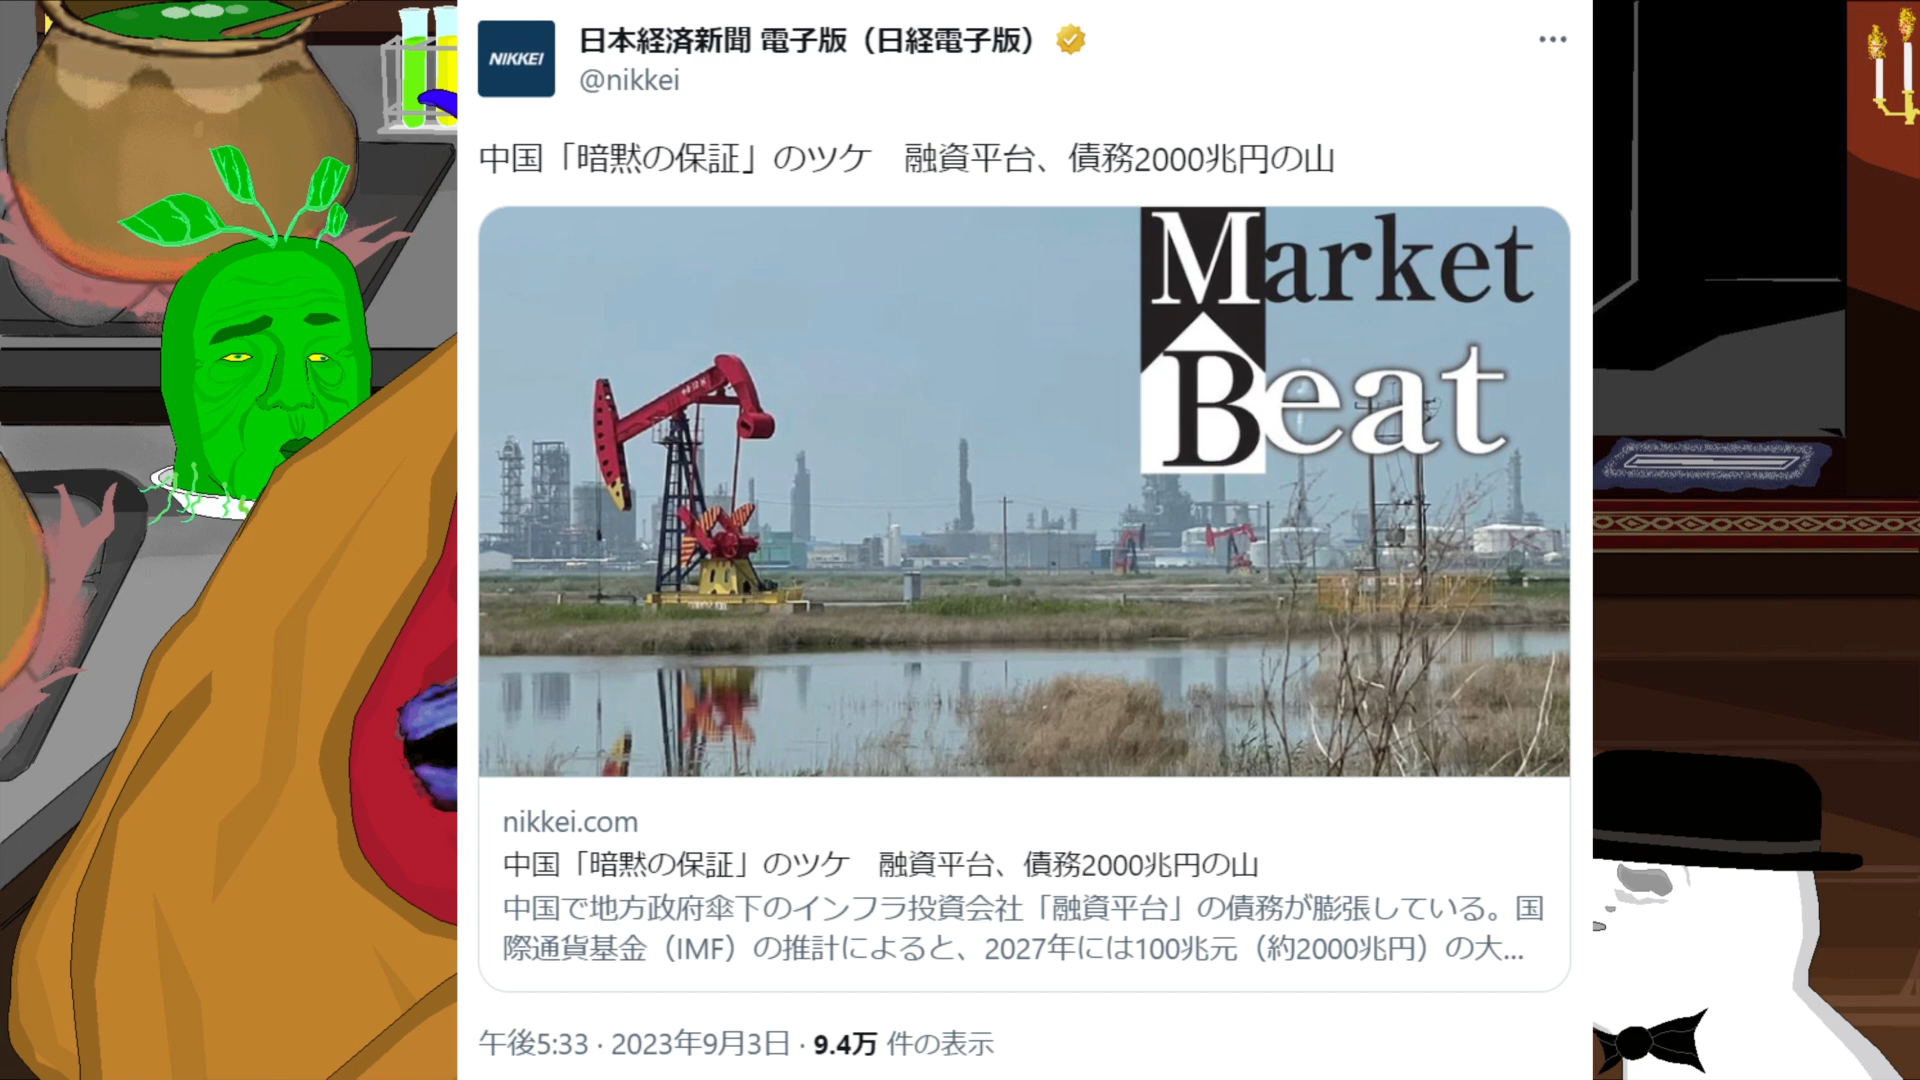 NIKKEI
日本経済新聞 電子版（日経電子版）
@nikkei
中国「暗黙の保証」のツケ　融資平台、債務2000兆円の山
Market
Beat
nikkei.com
中国「暗黙の保証」のツケ　融資平台、債務2000兆円の山
中国で地方政府傘下のインフラ投資会社「融資平台」の債務が膨張している。国
際通貨基金（IMF）の推計によると、2027年には100兆元（約2000兆円）の大...
午後5:33 · 2023年9月3日 · 9.4万 件の表示